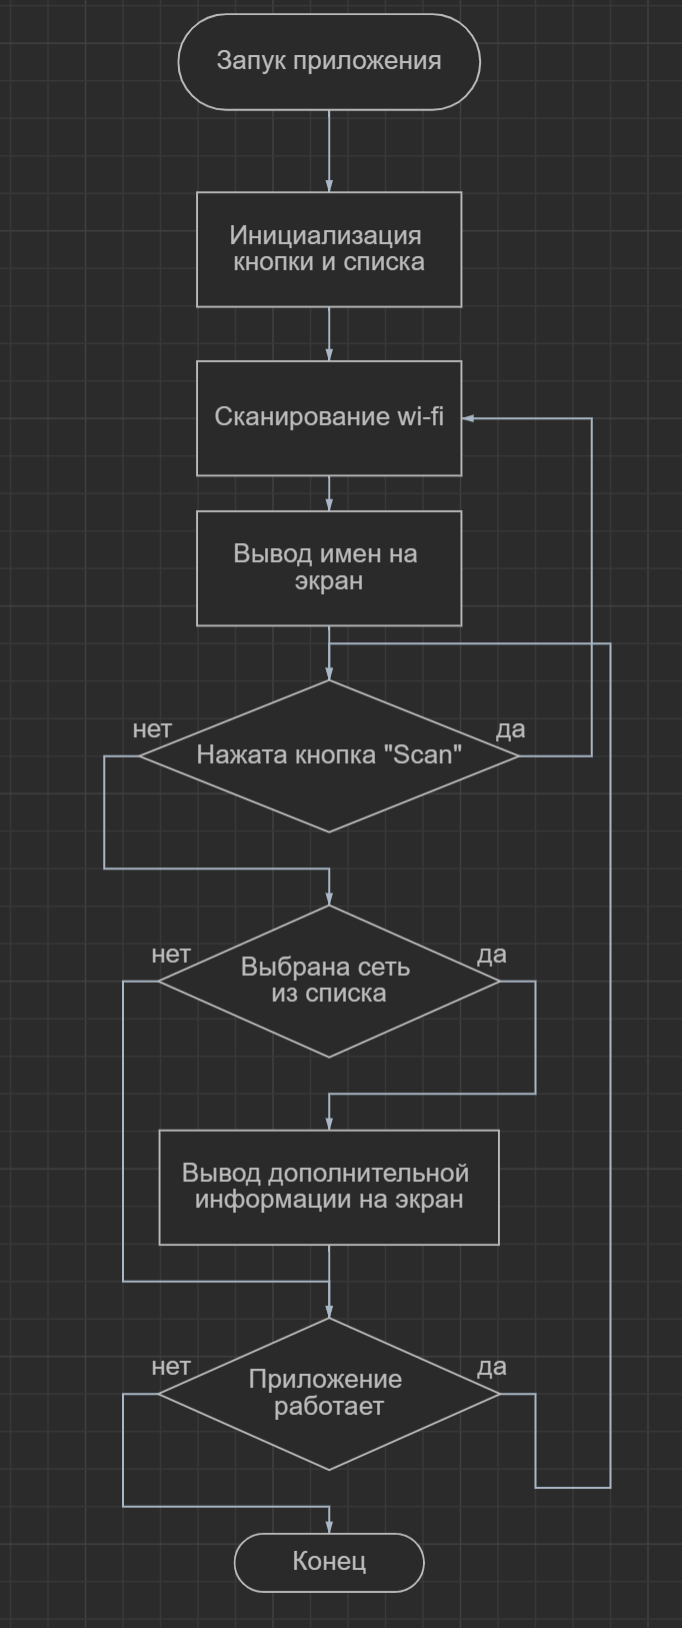 Запук приложения
Инициализация
кнопки и списка
Сканирование wi-fi
Вывод имен на
экран
нет
да
Нажата кнопка "Scan"
нет
да
Выбрана сеть
из списка
Вывод дополнительной
информации на экран
нет
да
Приложение
работает
Конец